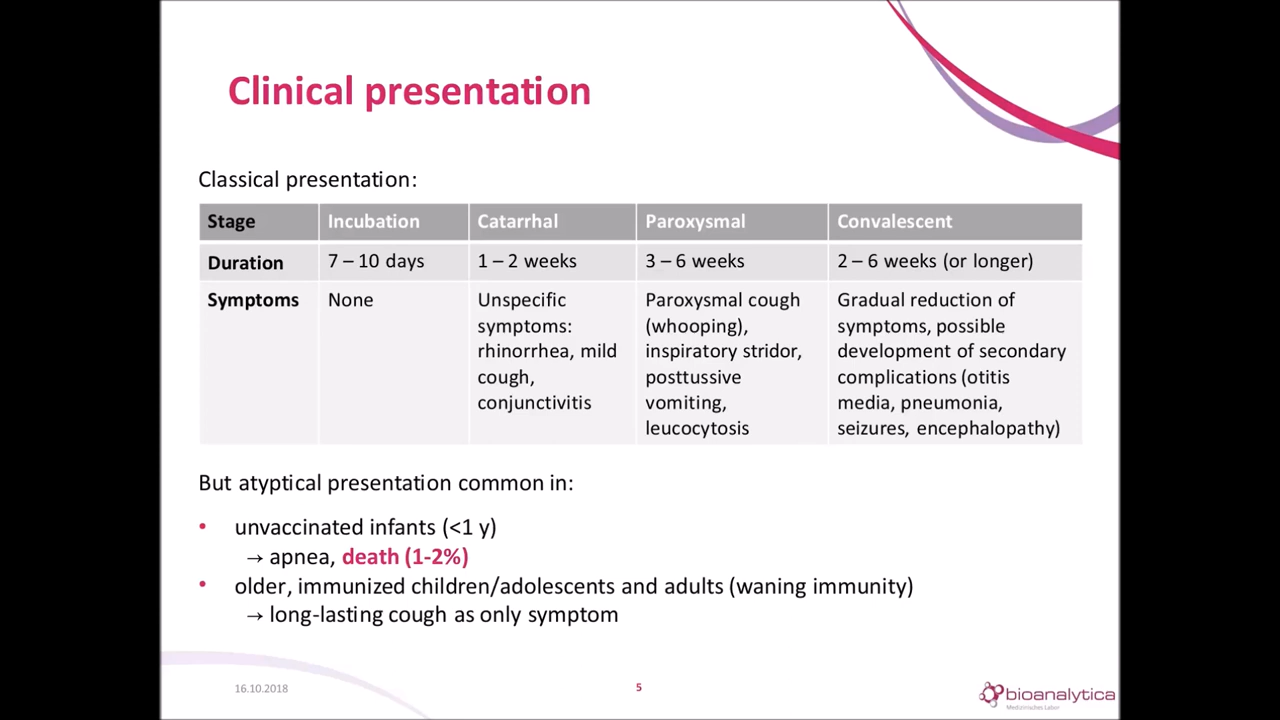 Clinical presentation
Classical presentation:
Stage Incubation Catarrhal Paroxysmal Convalescent
Duration 7 – 10 days 1 – 2 weeks 3 – 6 weeks 2 – 6 weeks (or longer)
Symptoms None Unspecific Paroxysmal cough Gradual reduction of
symptoms: (whooping), symptoms, possible
rhinorrhea, mild inspiratory stridor, development of secondary
cough, posttussive complications (otitis
conjunctivitis vomiting, media, pneumonia,
leucocytosis seizures, encephalopathy)
But atyptical presentation common in:
• unvaccinated infants (<1 y)
→ apnea, death (1-2%)
• older, immunized children/adolescents and adults (waning immunity)
→ long-lasting cough as only symptom
16.10.2018 5 bioanalytica
Medizinisches Labor